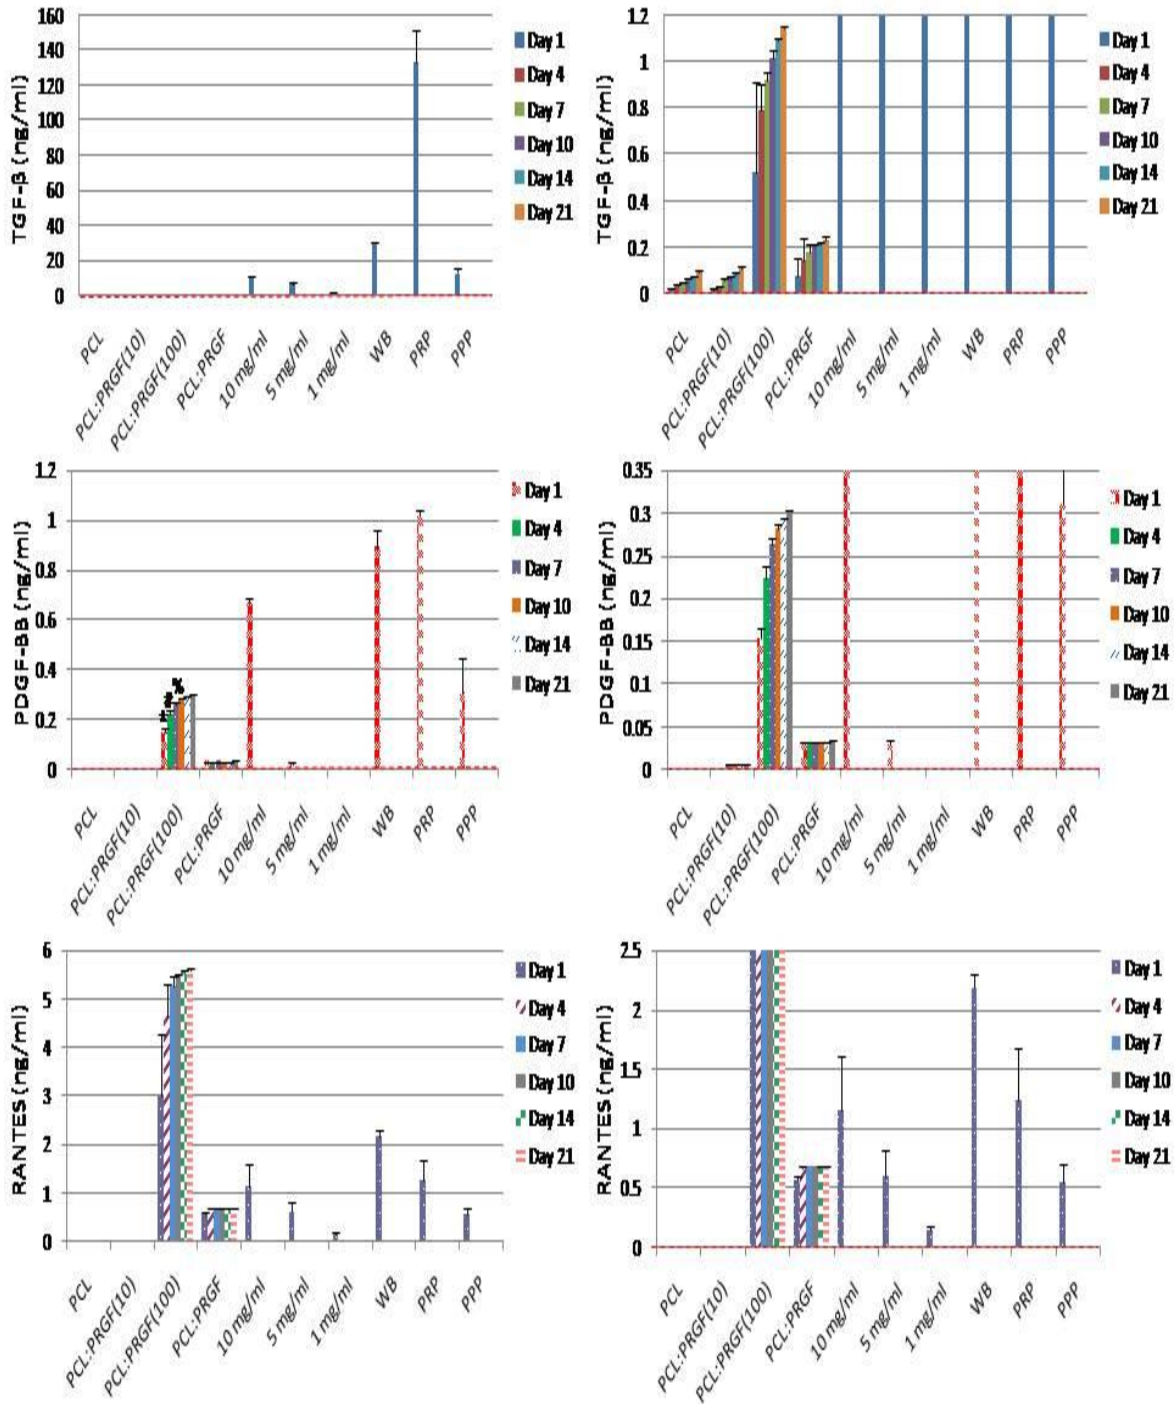 TGF-β (ng/ml)
160
140
120
100
80
60
40
20
0
PCL
PCL:PRGF(10)
PCL:PRGF(100)
PCL:PRGF
10 mg/ml
5 mg/ml
1 mg/ml
WB
PRP
PPP
Day 1
Day 4
Day 7
Day 10
Day 14
Day 21
TGF-β (ng/ml)
1.2
1
0.8
0.6
0.4
0.2
0
PCL
PCL:PRGF(10)
PCL:PRGF(100)
PCL:PRGF
10 mg/ml
5 mg/ml
1 mg/ml
WB
PRP
PPP
Day 1
Day 4
Day 7
Day 10
Day 14
Day 21
PDGF-BB (ng/ml)
1.2
1
0.8
0.6
0.4
0.2
0
%
PCL
PCL:PRGF(10)
PCL:PRGF(100)
PCL:PRGF
10 mg/ml
5 mg/ml
1 mg/ml
WB
PRP
PPP
Day 1
Day 4
Day 7
Day 10
Day 14
Day 21
PDGF-BB (ng/ml)
0.35
0.3
0.25
0.2
0.15
0.1
0.05
0
PCL
PCL:PRGF(10)
PCL:PRGF(100)
PCL:PRGF
10 mg/ml
5 mg/ml
1 mg/ml
WB
PRP
PPP
Day 1
Day 4
Day 7
Day 10
Day 14
Day 21
RANTES (ng/ml)
6
5
4
3
2
1
0
PCL
PCL:PRGF(10)
PCL:PRGF(100)
PCL:PRGF
10 mg/ml
5 mg/ml
1 mg/ml
WB
PRP
PPP
Day 1
Day 4
Day 7
Day 10
Day 14
Day 21
RANTES (ng/ml)
2.5
2
1.5
1
0.5
0
PCL
PCL:PRGF(10)
PCL:PRGF(100)
PCL:PRGF
10 mg/ml
5 mg/ml
1 mg/ml
WB
PRP
PPP
Day 1
Day 4
Day 7
Day 10
Day 14
Day 21